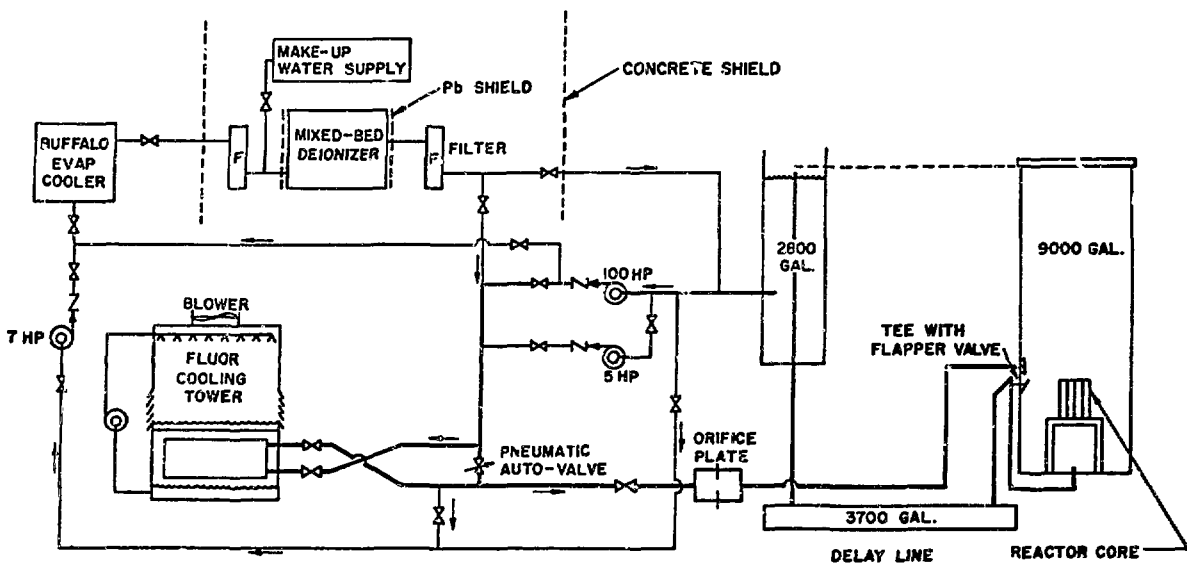 MAKE-UP
WATER SUPPLY
Pb SHIELD
CONCRETE SHIELD
BUFFALO
EVAP
COOLER
F
MIXED-BED
DEIONIZER
F
FILTER
2800
GAL.
9000 GAL.
100 HP
BLOWER
7 HP
FLUOR
COOLING
TOWER
5 HP
TEE WITH
FLAPPER VALVE
PNEUMATIC
AUTO-VALVE
ORIFICE
PLATE
3700 GAL.
DELAY LINE
REACTOR CORE